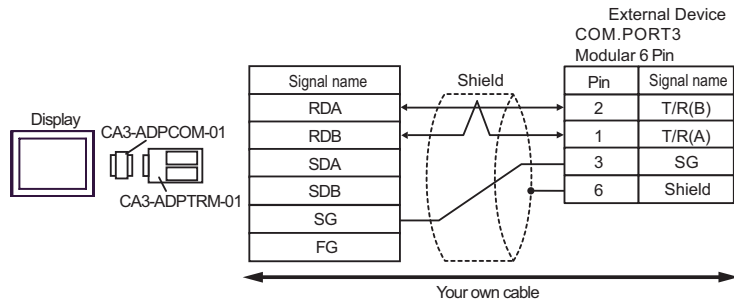 External Device
COM.PORT3
Modular 6 Pin
Signal name
Shield
Pin
Signal name
RDA
2
T/R(B)
Display
CA3-ADPCOM-01
RDB
1
T/R(A)
SDA
3
SG
SDB
6
Shield
CA3-ADPTRM-01
SG
FG
Your own cable